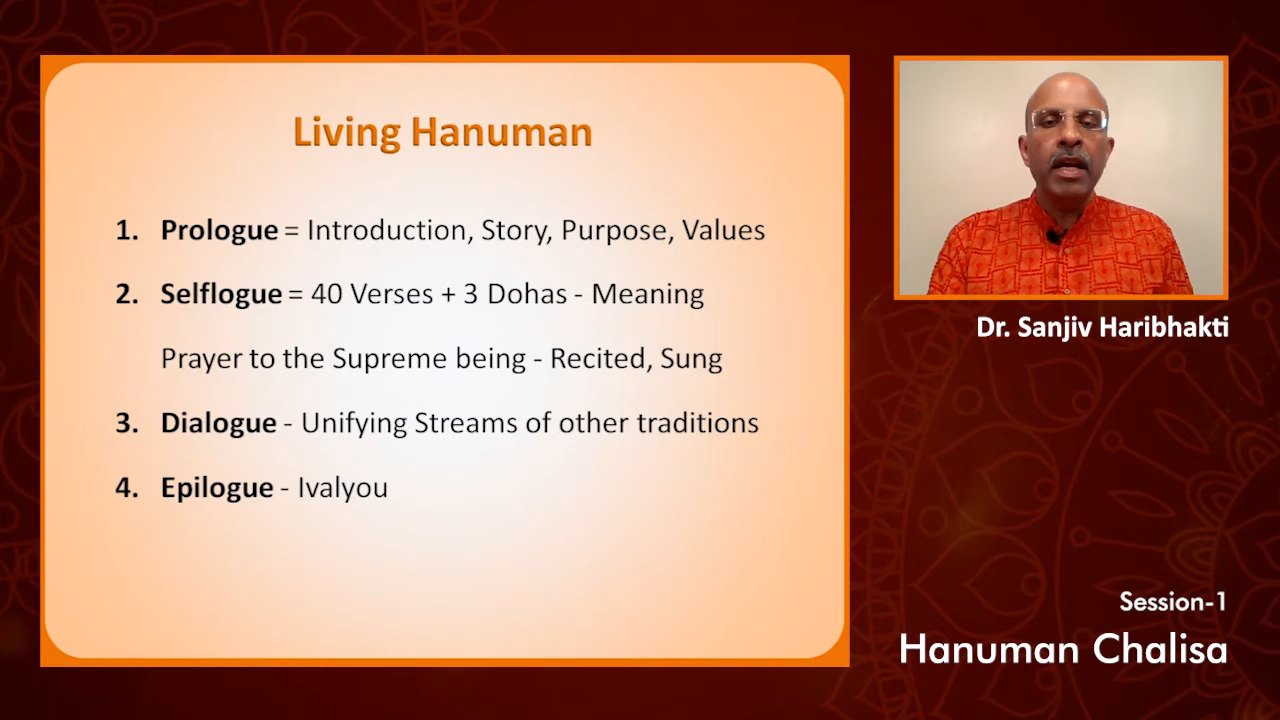 Living Hanuman
1. Prologue = Introduction, Story, Purpose, Values
2. Selflogue = 40 Verses + 3 Dohas - Meaning
Prayer to the Supreme being - Recited, Sung
3. Dialogue - Unifying Streams of other traditions
4. Epilogue - Ivalyou
Dr. Sanjiv Haribhakti
Session-1
Hanuman Chalisa